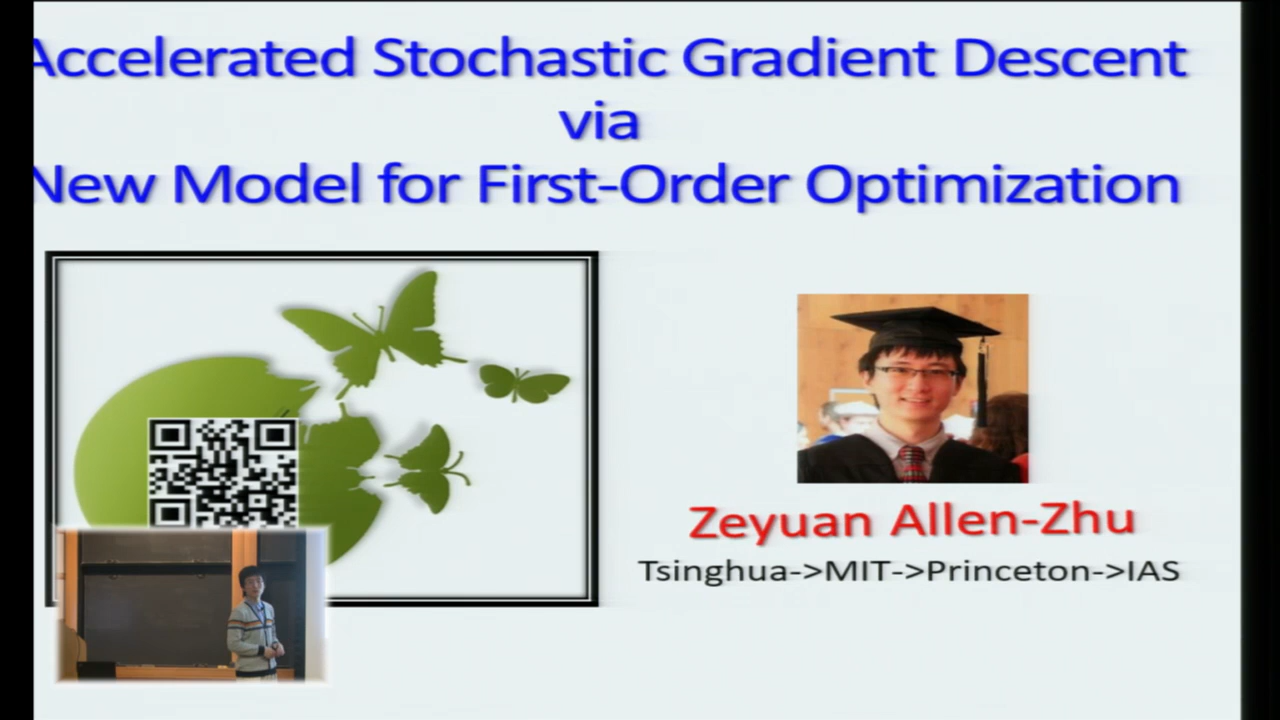 Accelerated Stochastic Gradient Descent
via
New Model for First-Order Optimization
Zeyuan Allen-Zhu
Tsinghua->MIT->Princeton->IAS